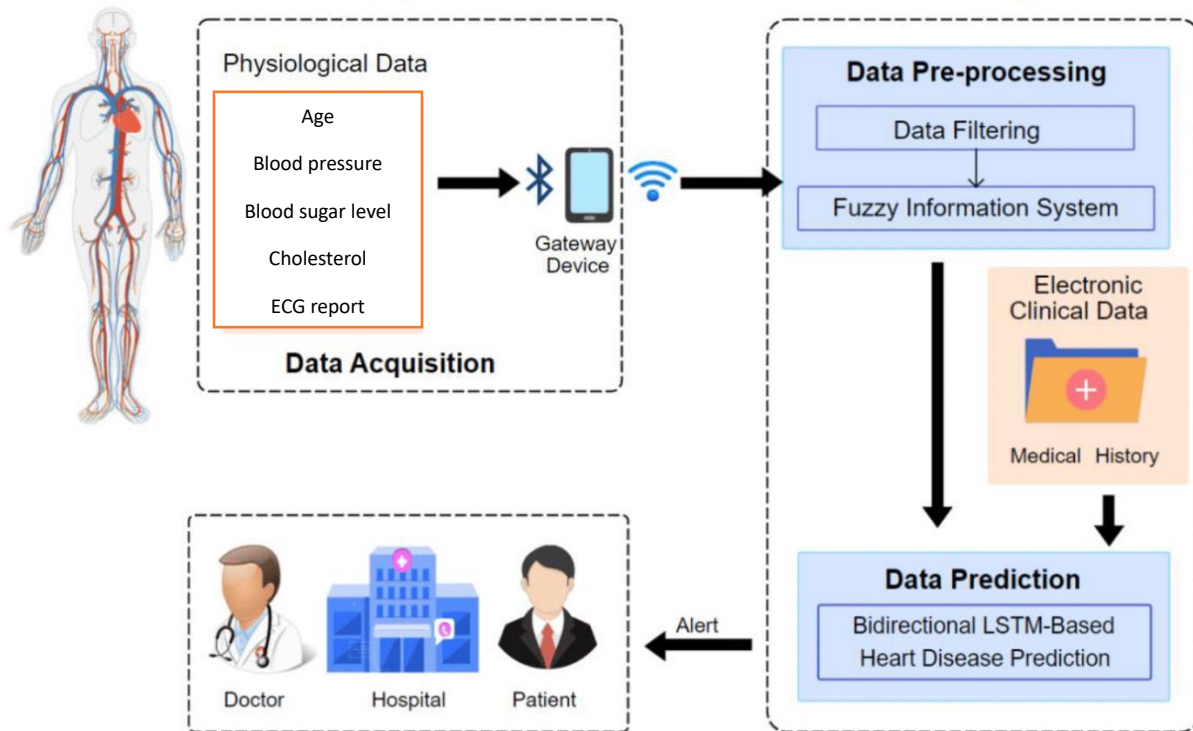 Physiological Data
Age
Blood pressure
Blood sugar level
Cholesterol
ECG report
Gateway
Device
Data Acquisition
Data Pre-processing
Data Filtering
Fuzzy Information System
Electronic
Clinical Data
Medical History
Data Prediction
Bidirectional LSTM-Based
Heart Disease Prediction
Alert
Doctor
Hospital
Patient